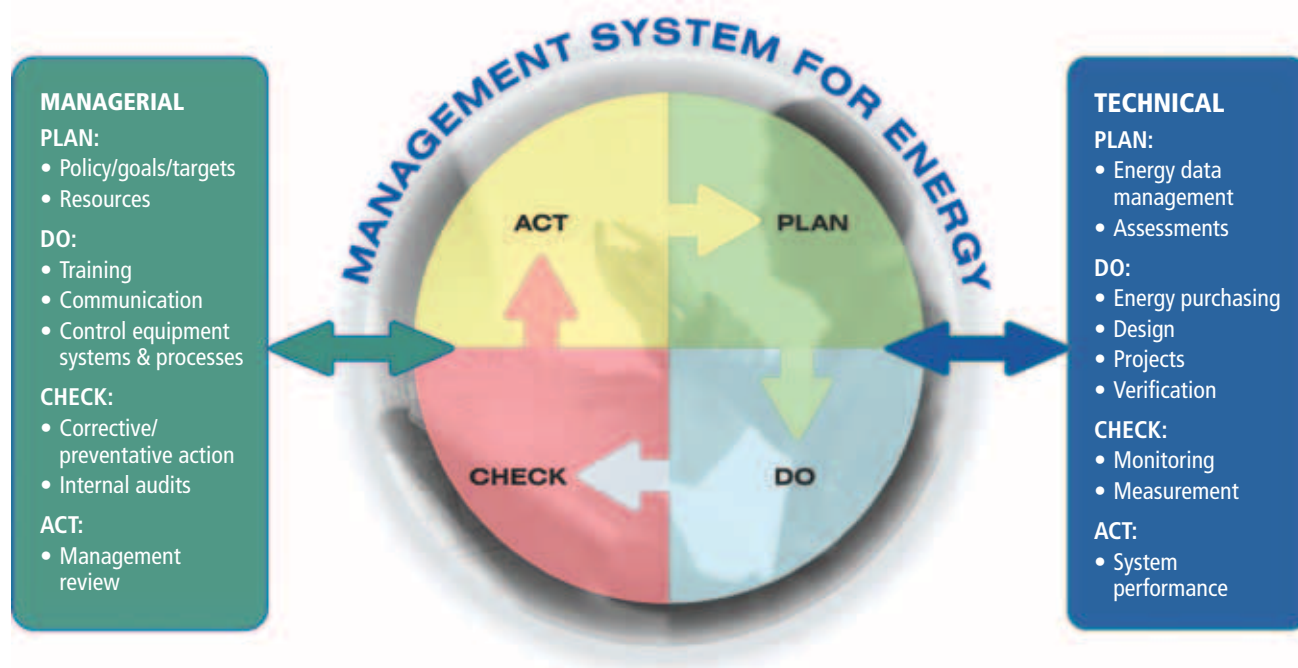 MANAGEMENT SYSTEM FOR ENERGY
MANAGERIAL
PLAN:
• Policy/goals/targets
• Resources
DO:
• Training
• Communication
• Control equipment
systems & processes
CHECK:
• Corrective/
preventative action
• Internal audits
ACT:
• Management
review
ACT
PLAN
CHECK
DO
TECHNICAL
PLAN:
• Energy data
management
• Assessments
DO:
• Energy purchasing
• Design
• Projects
• Verification
CHECK:
• Monitoring
• Measurement
ACT:
• System
performance